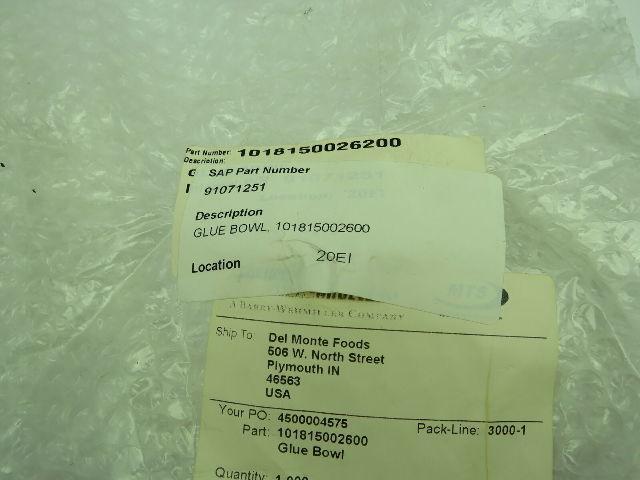 Part Number: 1018150026200
Description:
G
SAP Part Number
91071251
Description
GLUE BOWL, 101815002600
Location 20EI
MTS
A BARRY-WEHMILLER COMPANY
Ship To: Del Monte Foods
506 W. North Street
Plymouth IN
46563
USA
Your PO: 4500004575
Pack-Line: 3000-1
Part: 101815002600
Glue Bowl
Quantity: